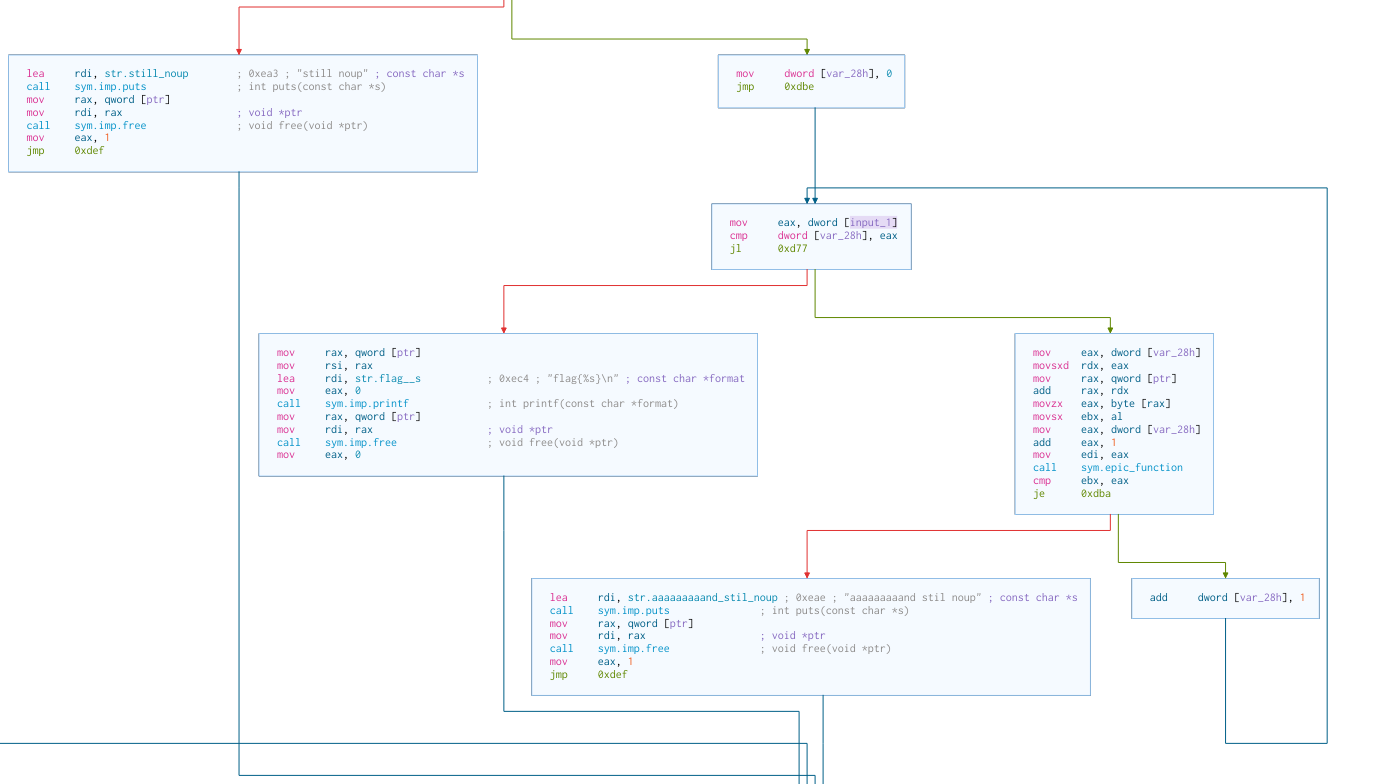 lea rdi, str.still_noup ; 0xea3 ; "still noup" ; const char *s
call sym.imp.puts ; int puts(const char *s)
mov rax, qword [ptr]
mov rdi, rax ; void *ptr
call sym.imp.free ; void free(void *ptr)
mov eax, 1
jmp 0xdef
mov dword [var_28h], 0
jmp 0xdbe
mov eax, dword [input_1]
cmp dword [var_28h], eax
jl 0xd77
mov rax, qword [ptr]
mov rsi, rax
lea rdi, str.flag__s ; 0xec4 ; "flag{%s}\n" ; const char *format
mov eax, 0
call sym.imp.printf ; int printf(const char *format)
mov rax, qword [ptr]
mov rdi, rax ; void *ptr
call sym.imp.free ; void free(void *ptr)
mov eax, 0
mov eax, dword [var_28h]
movsxd rdx, eax
mov rax, qword [ptr]
add rax, rdx
movzx eax, byte [rax]
movsx ebx, al
mov eax, dword [var_28h]
add eax, 1
mov edi, eax
call sym.epic_function
cmp ebx, eax
je 0xdba
lea rdi, str.aaaaaaaaand_stil_noup ; 0xeae ; "aaaaaaaaand stil noup" ; const char *s
call sym.imp.puts ; int puts(const char *s)
mov rax, qword [ptr]
mov rdi, rax ; void *ptr
call sym.imp.free ; void free(void *ptr)
mov eax, 1
jmp 0xdef
add dword [var_28h], 1